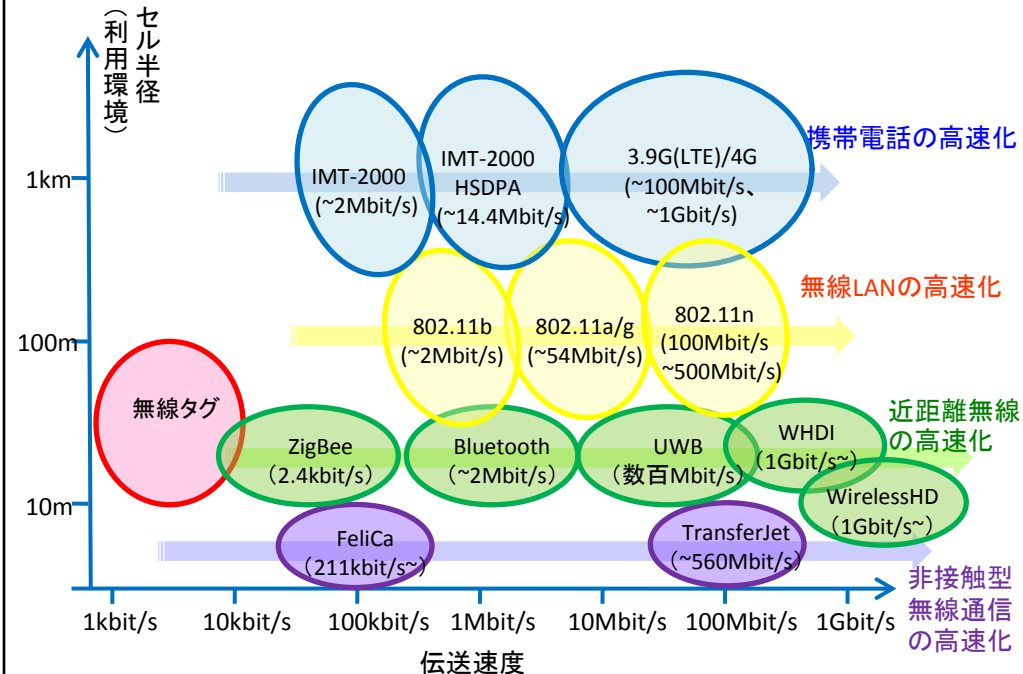 セル半径
（利用環境）
1km
100m
10m
IMT-2000
(~2Mbit/s)
IMT-2000
HSDPA
(~14.4Mbit/s)
3.9G(LTE)/4G
(~100Mbit/s、
~1Gbit/s)
携帯電話の高速化
802.11b
(~2Mbit/s)
802.11a/g
(~54Mbit/s)
802.11n
(100Mbit/s
~500Mbit/s)
無線LANの高速化
無線タグ
ZigBee
（2.4kbit/s）
Bluetooth
（~2Mbit/s）
UWB
（数百Mbit/s）
WHDI
（1Gbit/s~）
WirelessHD
（1Gbit/s~）
近距離無線
の高速化
FeliCa
（211kbit/s~）
TransferJet
（~560Mbit/s）
非接触型
無線通信
の高速化
1kbit/s
10kbit/s
100kbit/s
1Mbit/s
10Mbit/s
100Mbit/s
1Gbit/s
伝送速度